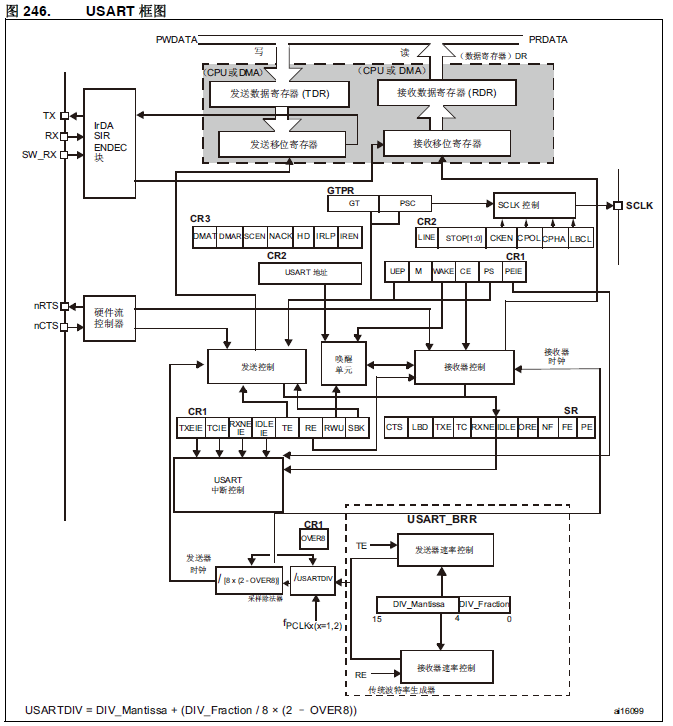 图 246. USART 框图
PWDATA PRDATA
写 读 (数据寄存器) DR
(CPU 或 DMA) (CPU 或 DMA)
发送数据寄存器 (TDR) 接收数据寄存器 (RDR)
TX
RX
SW_RX
IrDA
SIR
ENDEC
块
发送移位寄存器 接收移位寄存器
GTPR
GT PSC SCLK 控制 SCLK
CR3 CR2
DMAT DMAR SCEN NACK HD IRLP IREN LINE STOP[1:0] CKEN CPOL CPHA LBCL
CR2 CR1
USART 地址 UEP M WAKE CE PS PEIE
nRTS
nCTS
硬件流
控制器
发送控制
唤醒
单元
接收器控制
接收器
时钟
CR1 SR
TXEIE TCIE RXNE IE IDLE IE TE RE RWU SBK CTS LBD TXE TC RXNE IDLE ORE NF FE PE
USART
中断控制
USART_BRR
CR1
OVER8
TE 发送器速率控制
发送器
时钟
/ [8 x (2 - OVER8)] /USARTDIV
采样除法器
DIV_Mantissa DIV_Fraction
15 4 0
fPCLKx(x=1,2)
RE 接收器速率控制
传统波特率生成器
USARTDIV = DIV_Mantissa + (DIV_Fraction / 8 × (2 – OVER8)) ai16099